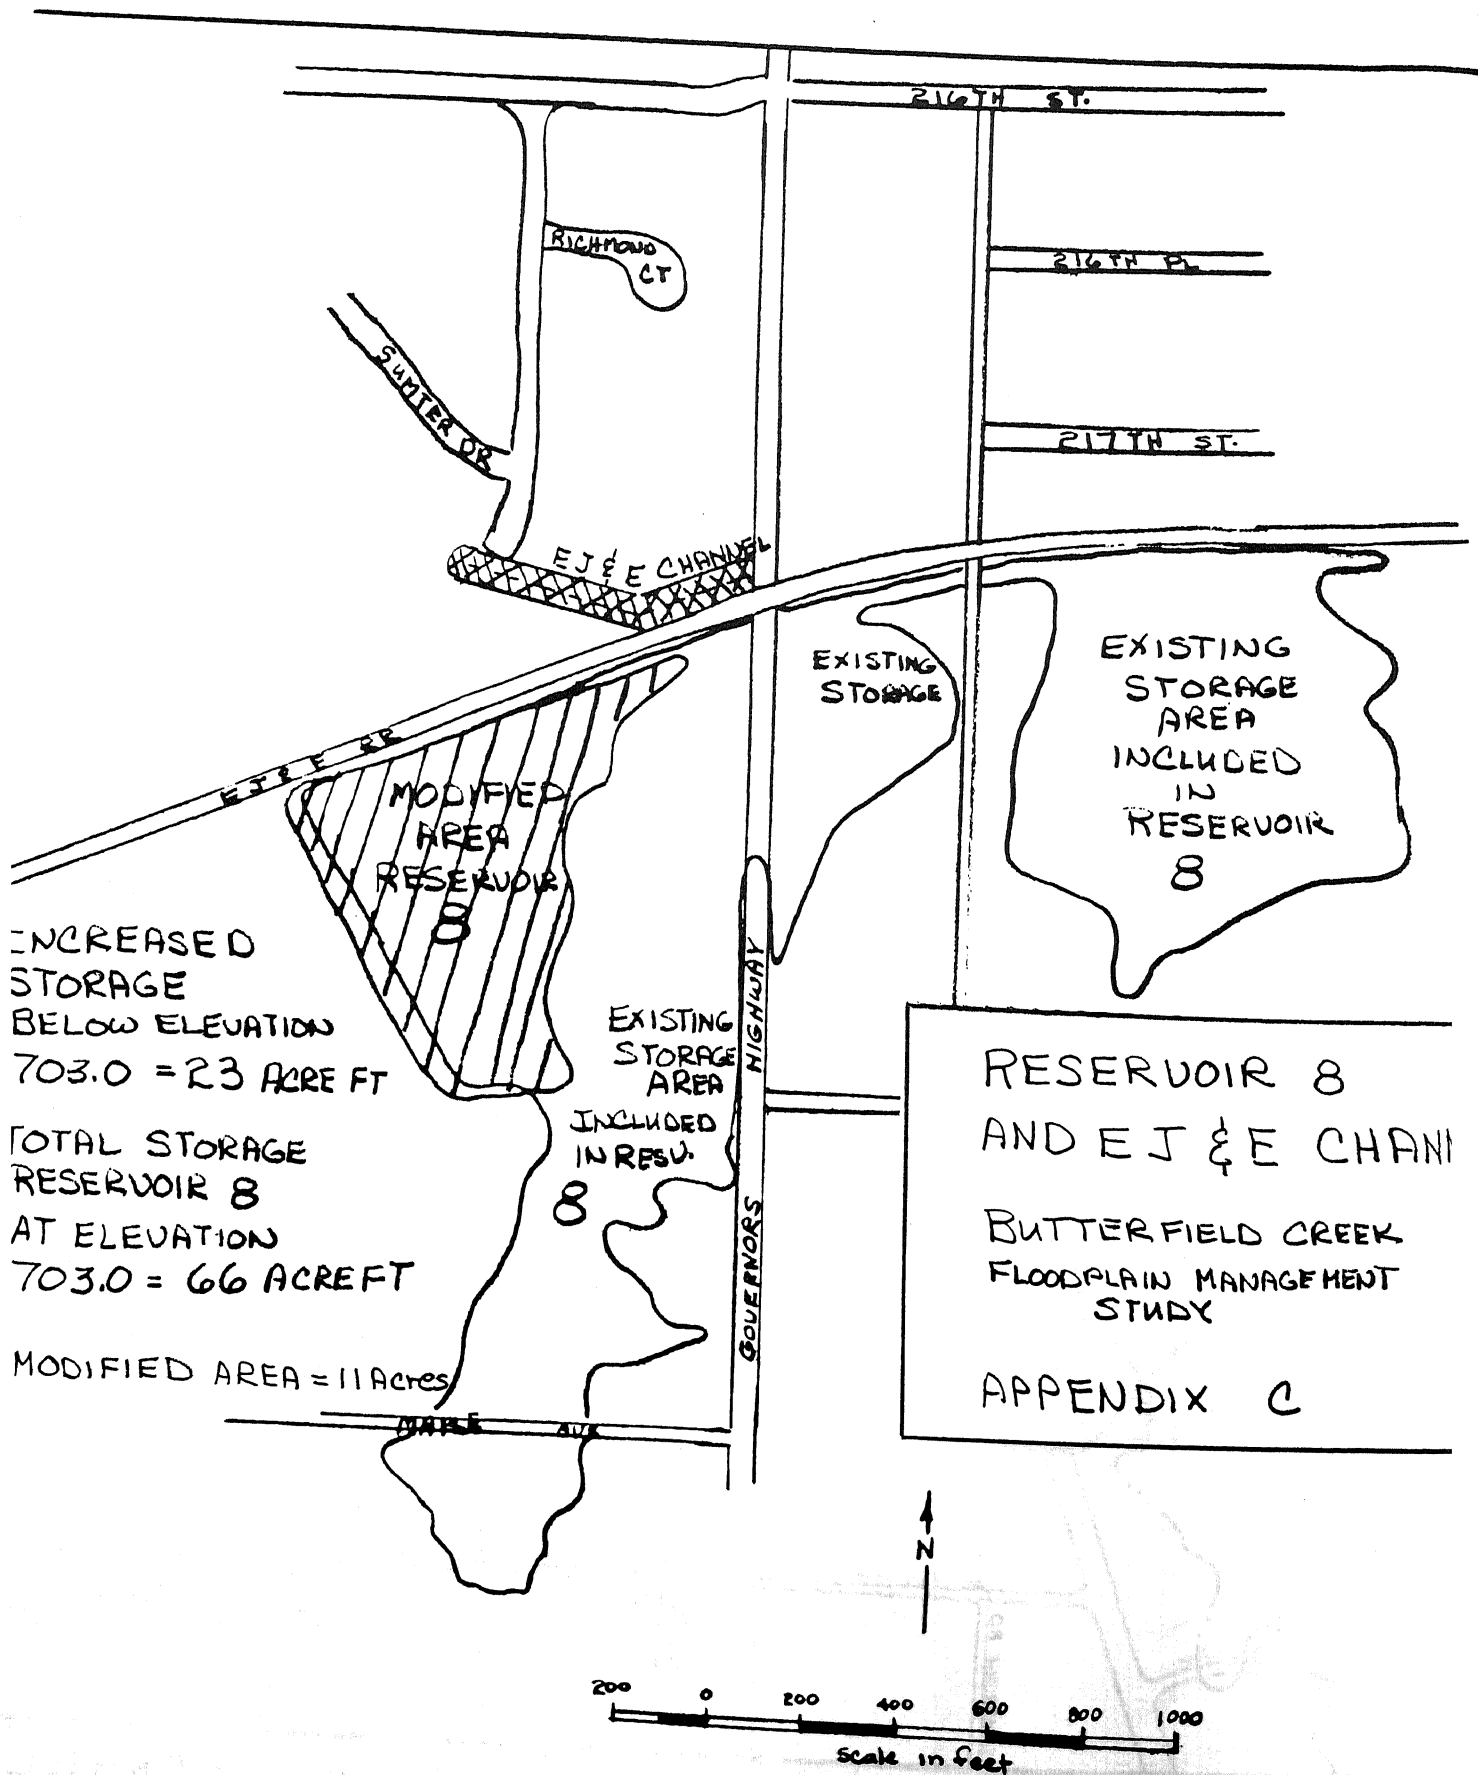 216TH ST.
RICHMOND
CT
216TH PL
SUMTER DR
217TH ST.
EJ & E CHANNEL
EXISTING
STORAGE
EXISTING
STORAGE
AREA
INCLUDED
IN
RESERVOIR
8
EJ & E RR
MODIFIED
AREA
RESERVOIR
8
INCREASED
STORAGE
BELOW ELEVATION
703.0 = 23 ACRE FT
TOTAL STORAGE
RESERVOIR 8
AT ELEVATION
703.0 = 66 ACRE FT
MODIFIED AREA = 11 Acres
EXISTING
STORAGE
AREA
INCLUDED
IN RESV.
8
GOVERNORS HIGHWAY
MAPLE AVE
RESERVOIR 8
AND EJ & E CHANN
BUTTERFIELD CREEK
FLOODPLAIN MANAGEMENT
STUDY
APPENDIX C
N
200 0 200 400 600 800 1000
scale in feet